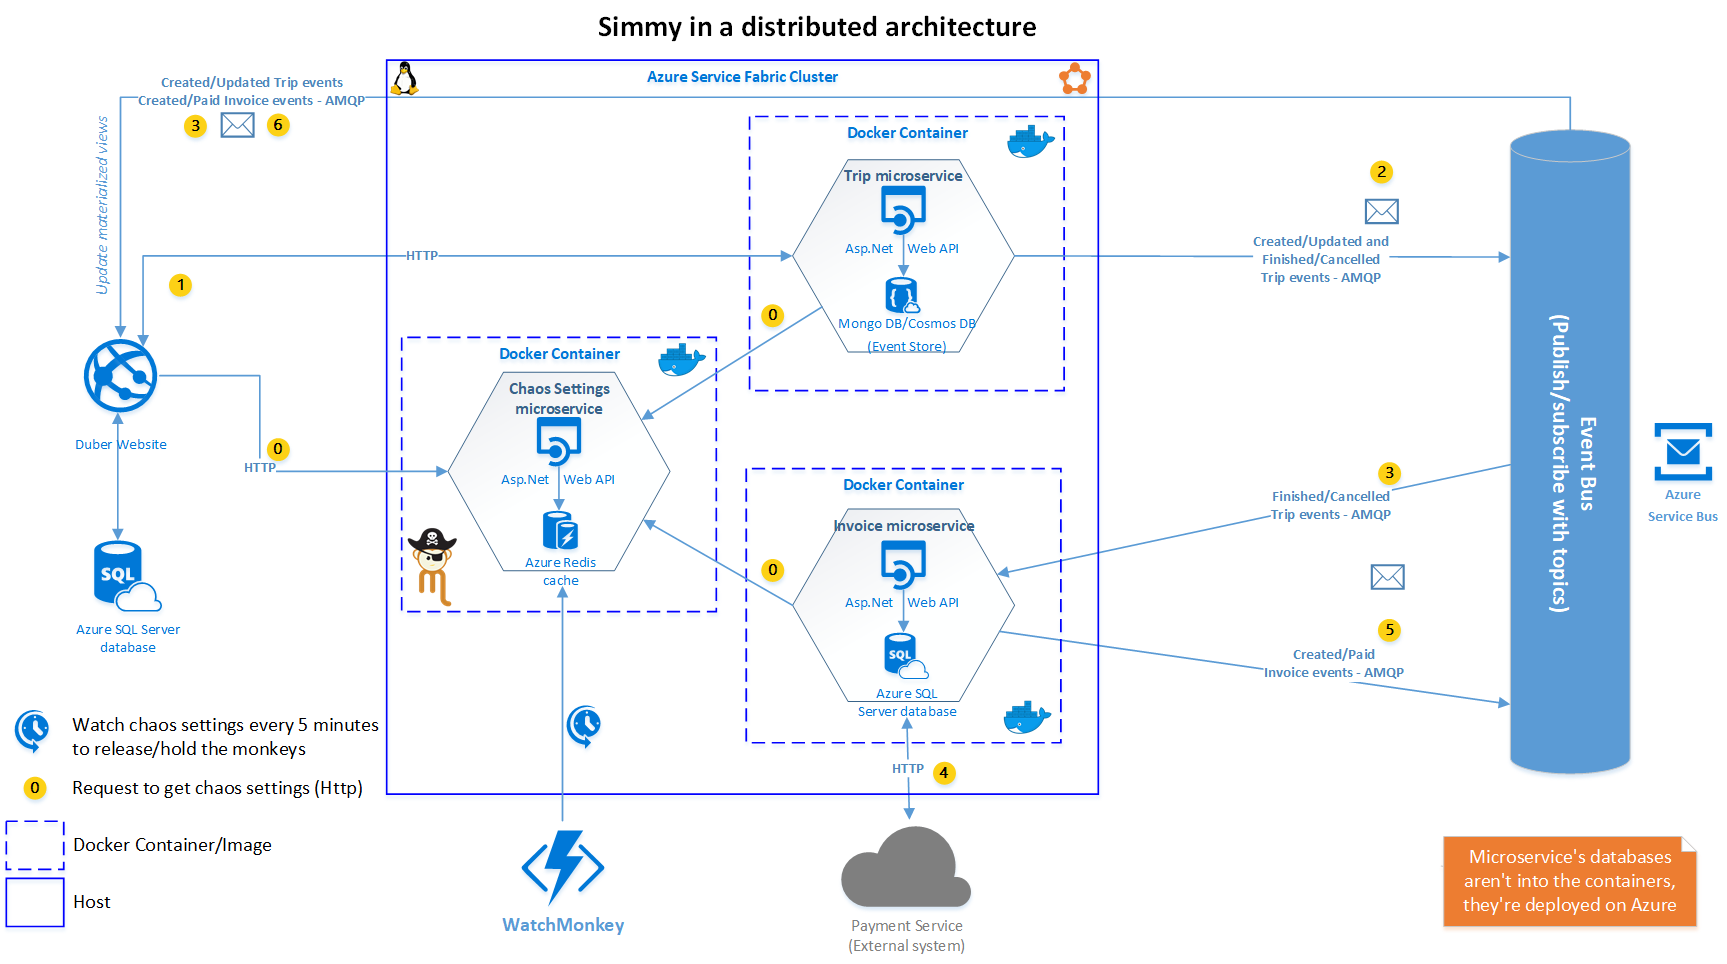 Simmy in a distributed architecture
Azure Service Fabric Cluster
Created/Updated Trip events
Created/Paid Invoice events - AMQP
3
6
Update materialized views
1
HTTP
Docker Container
Trip microservice
Asp.Net
Web API
Mongo DB/Cosmos DB
(Event Store)
2
Created/Updated and
Finished/Cancelled
Trip events - AMQP
0
Docker Container
Chaos Settings
microservice
Asp.Net
Web API
Azure Redis
cache
Duber Website
0
HTTP
SQL
Azure SQL Server
database
Docker Container
Invoice microservice
Asp.Net
Web API
SQL
Azure SQL
Server database
0
3
Finished/Cancelled
Trip events - AMQP
5
Created/Paid
Invoice events - AMQP
Event Bus
(Publish/subscribe with topics)
Azure
Service Bus
HTTP
4
Watch chaos settings every 5 minutes
to release/hold the monkeys
0
Request to get chaos settings (Http)
Docker Container/Image
Host
WatchMonkey
Payment Service
(External system)
Microservice's databases
aren't into the containers,
they're deployed on Azure